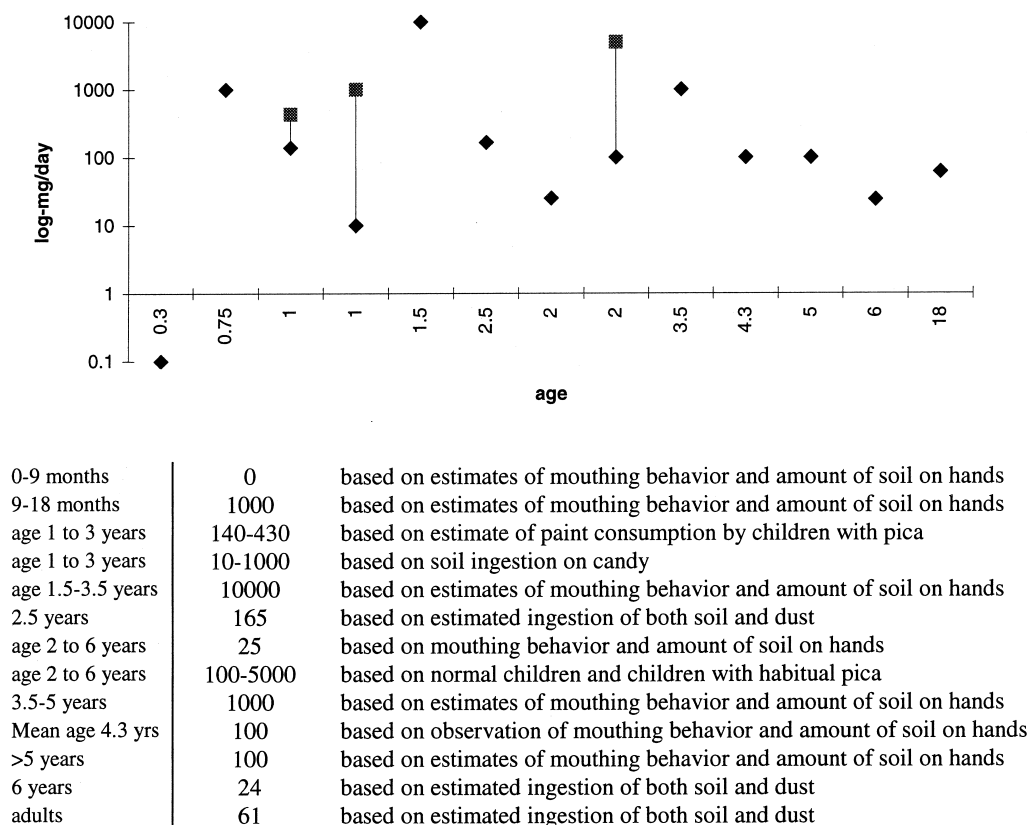 10000
1000
100
10
1
0.1
log-mg/day
0.3 0.75 1 1 1.5 2.5 2 2 3.5 4.3 5 6 18
age
0-9 months 0 based on estimates of mouthing behavior and amount of soil on hands
9-18 months 1000 based on estimates of mouthing behavior and amount of soil on hands
age 1 to 3 years 140-430 based on estimate of paint consumption by children with pica
age 1 to 3 years 10-1000 based on soil ingestion on candy
age 1.5-3.5 years 10000 based on estimates of mouthing behavior and amount of soil on hands
2.5 years 165 based on estimated ingestion of both soil and dust
age 2 to 6 years 25 based on mouthing behavior and amount of soil on hands
age 2 to 6 years 100-5000 based on normal children and children with habitual pica
3.5-5 years 1000 based on estimates of mouthing behavior and amount of soil on hands
Mean age 4.3 yrs 100 based on observation of mouthing behavior and amount of soil on hands
>5 years 100 based on estimates of mouthing behavior and amount of soil on hands
6 years 24 based on estimated ingestion of both soil and dust
adults 61 based on estimated ingestion of both soil and dust